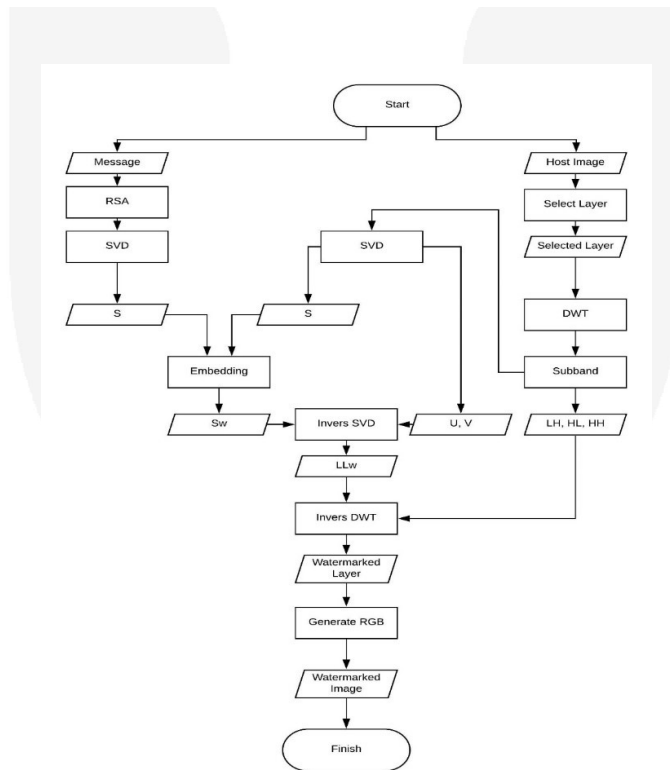 Start
Message
Host Image
RSA
Select Layer
SVD
SVD
Selected Layer
S
S
DWT
Embedding
Subband
Sw
Invers SVD
U, V
LH, HL, HH
LLw
Invers DWT
Watermarked
Layer
Generate RGB
Watermarked
Image
Finish